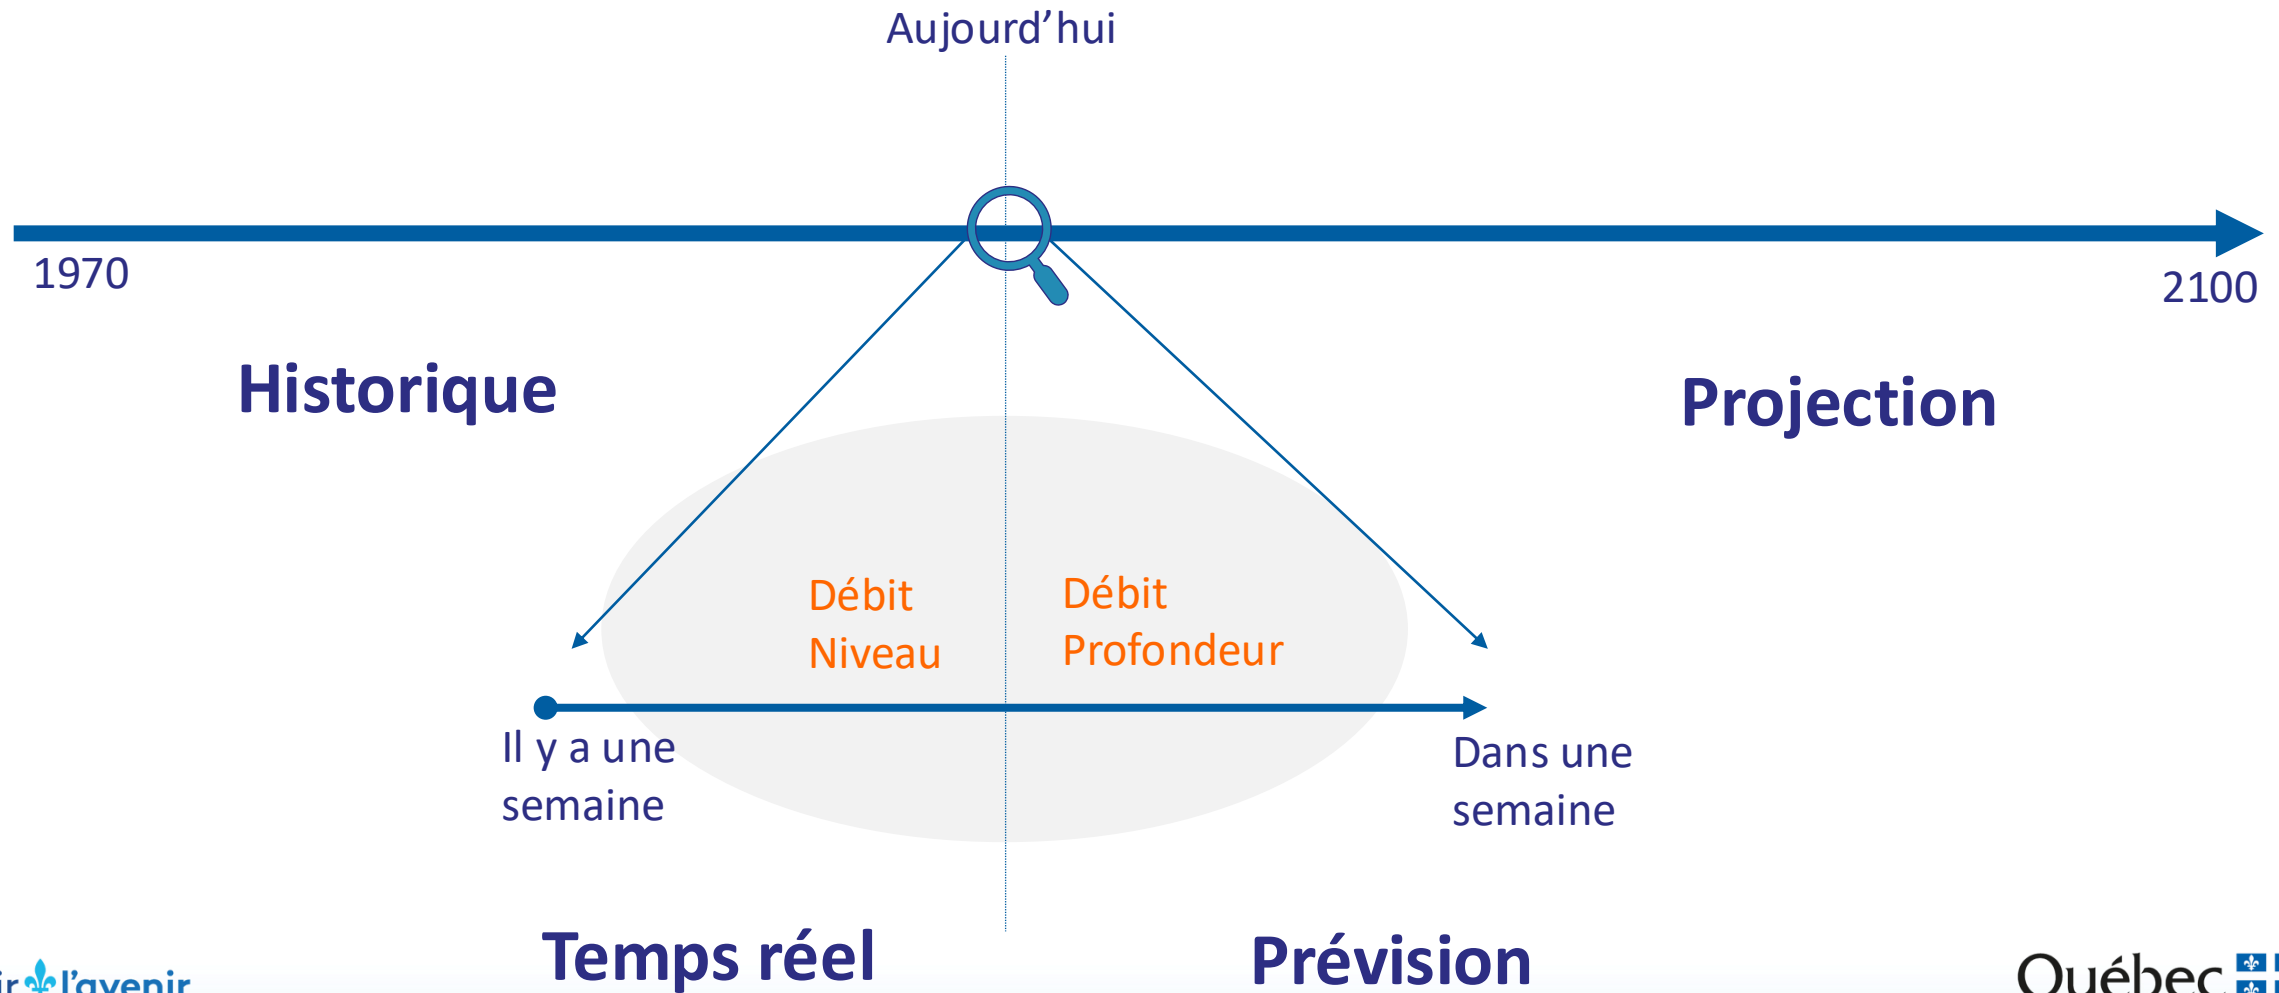 Aujourd’hui
1970
2100
Historique
Projection
Débit
Niveau
Débit
Profondeur
Il y a une
semaine
Dans une
semaine
Temps réel
Prévision
l’avenir
Québec